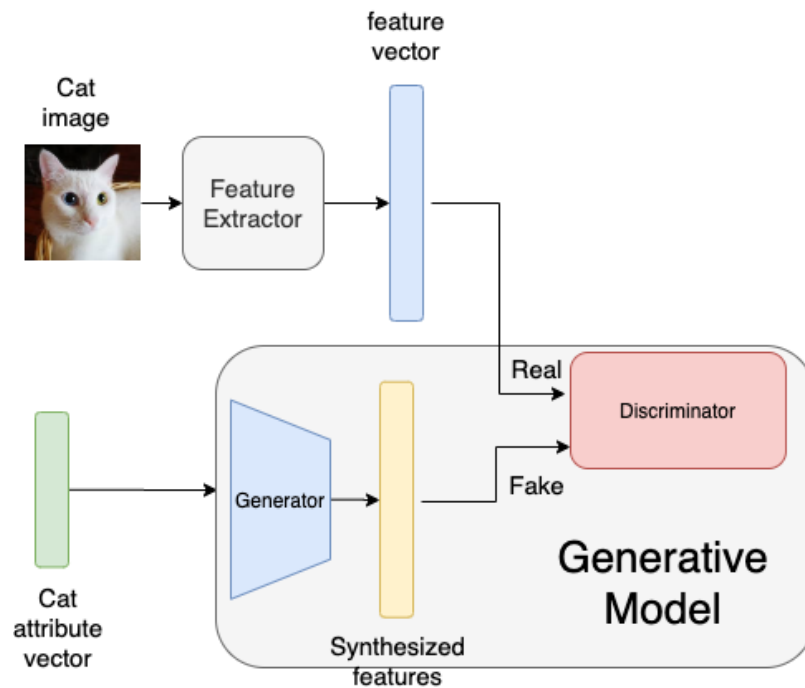 feature
vector
Cat
image
Feature
Extractor
Real
Discriminator
Generator
Fake
Generative
Model
Cat
attribute
vector
Synthesized
features